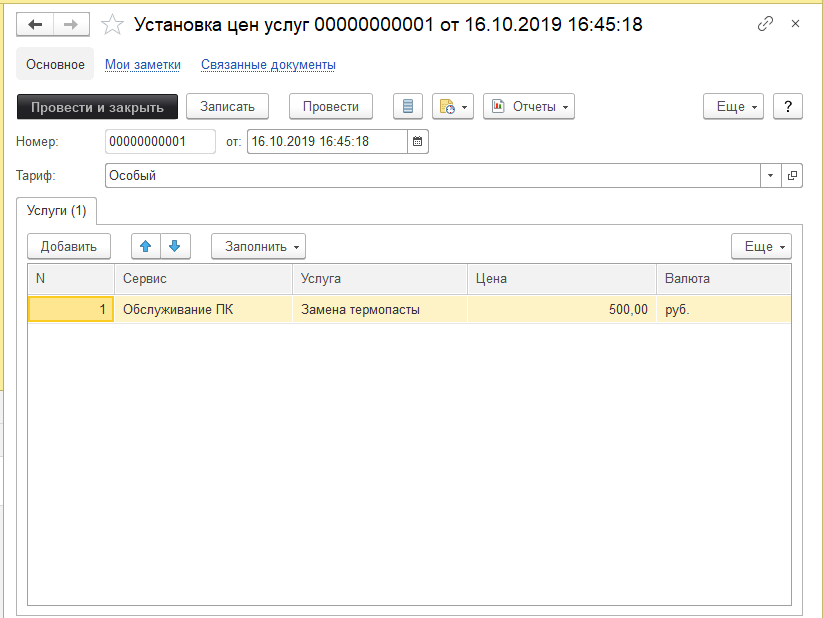 Установка цен услуг 00000000001 от 16.10.2019 16:45:18
Основное Мои заметки Связанные документы
Провести и закрыть Записать Провести Отчеты Еще ?
Номер: 00000000001 от: 16.10.2019 16:45:18
Тариф: Особый
Услуги (1)
Добавить Заполнить Еще
N Сервис Услуга Цена Валюта
1 Обслуживание ПК Замена термопасты 500,00 руб.